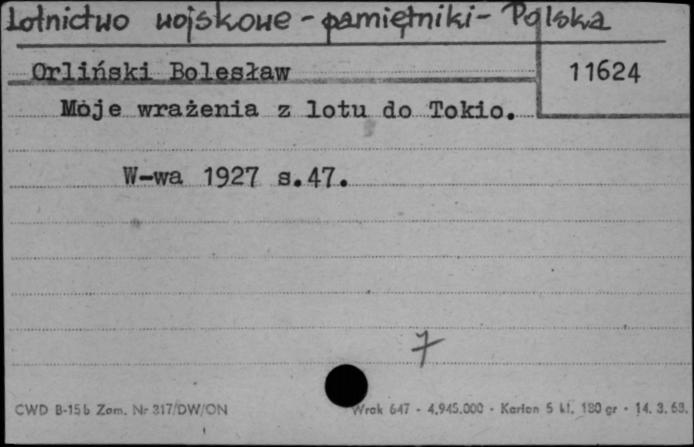 Lotnictwo wojskowe - pamiętniki - Polska
Orliński Bolesław
11624
Moje wrażenia z lotu do Tokio.
W-wa 1927 s.47.
7
CWD B-15b Zam. Nr 317/DW/ON
Wrak 647 - 4.945.000 - Karton 5 kl. 180 gr - 14. 3. 63.